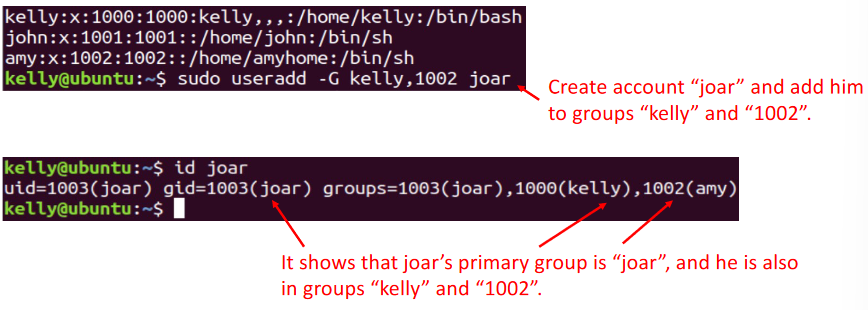 kelly:x:1000:1000:kelly,,,:/home/kelly:/bin/bash
john:x:1001:1001::/home/john:/bin/sh
amy:x:1002:1002::/home/amyhome:/bin/sh
kelly@ubuntu:~$ sudo useradd -G kelly,1002 joar
Create account “joar” and add him
to groups “kelly” and “1002”.
kelly@ubuntu:~$ id joar
uid=1003(joar) gid=1003(joar) groups=1003(joar),1000(kelly),1002(amy)
kelly@ubuntu:~$
It shows that joar’s primary group is “joar”, and he is also
in groups “kelly” and “1002”.